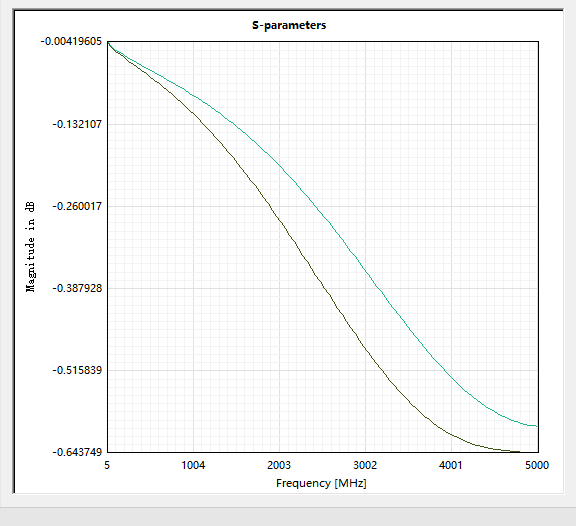 S-parameters
-0.00419605
-0.132107
-0.260017
-0.387928
-0.515839
-0.643749
Magnitude in dB
5 1004 2003 3002 4001 5000
Frequency [MHz]